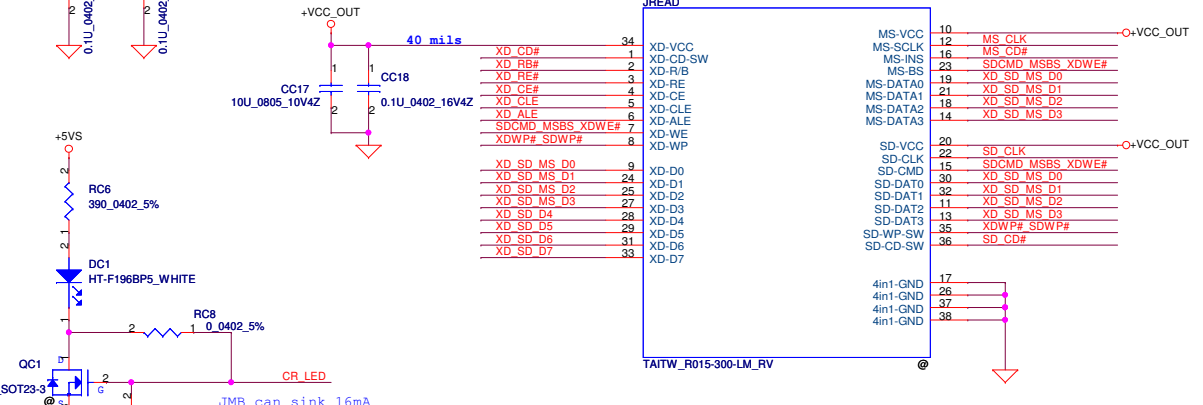 JREAD
+VCC_OUT
40 mils
2
0.1U_0402_
2
0.1U_0402_
1
1
CC17
10U_0805_10V4Z
CC18
0.1U_0402_16V4Z
2
2
XD_CD# 34 XD-VCC
XD_RB# 1 XD-CD-SW
XD_RE# 2 XD-R/B
XD_CE# 3 XD-RE
XD_CLE 4 XD-CE
XD_ALE 5 XD-CLE
SDCMD_MSBS_XDWE# 6 XD-ALE
XDWP#_SDWP# 7 XD-WE
8 XD-WP
XD_SD_MS_D0 9 XD-D0
XD_SD_MS_D1 24 XD-D1
XD_SD_MS_D2 25 XD-D2
XD_SD_MS_D3 27 XD-D3
XD_SD_D4 28 XD-D4
XD_SD_D5 29 XD-D5
XD_SD_D6 31 XD-D6
XD_SD_D7 33 XD-D7
MS-VCC 10 +VCC_OUT
MS-SCLK 12 MS_CLK
MS-INS 16 MS_CD#
MS-BS 23 SDCMD_MSBS_XDWE#
MS-DATA0 19 XD_SD_MS_D0
MS-DATA1 21 XD_SD_MS_D1
MS-DATA2 18 XD_SD_MS_D2
MS-DATA3 14 XD_SD_MS_D3
SD-VCC 20 +VCC_OUT
SD-CLK 22 SD_CLK
SD-CMD 15 SDCMD_MSBS_XDWE#
SD-DAT0 30 XD_SD_MS_D0
SD-DAT1 32 XD_SD_MS_D1
SD-DAT2 11 XD_SD_MS_D2
SD-DAT3 13 XD_SD_MS_D3
SD-WP-SW 35 XDWP#_SDWP#
SD-CD-SW 36 SD_CD#
4in1-GND 17
4in1-GND 26
4in1-GND 37
4in1-GND 38
TAITW_R015-300-LM_RV @
+5VS
2
RC6
390_0402_5%
1
2
DC1
HT-F196BP5_WHITE
1
RC8
0_0402_5%
2 1
1
D
QC1
2
G
_SOT23-3
@
S
CR_LED
2
JMB can sink 16mA